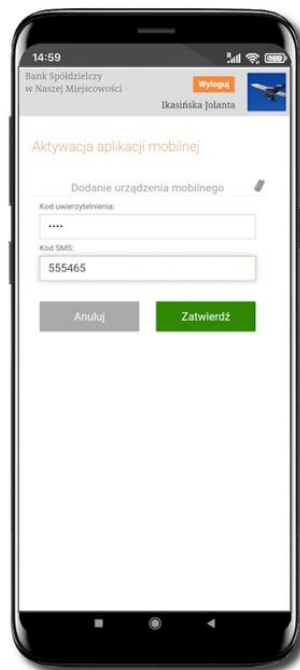 14:59
Bank Spółdzielczy
w Naszej Miejscowości
Wyloguj
Ikasińska Jolanta
Aktywacja aplikacji mobilnej
Dodanie urządzenia mobilnego
Kod uwierzytelnienia:
••••
Kod SMS:
555465
Anuluj
Zatwierdź